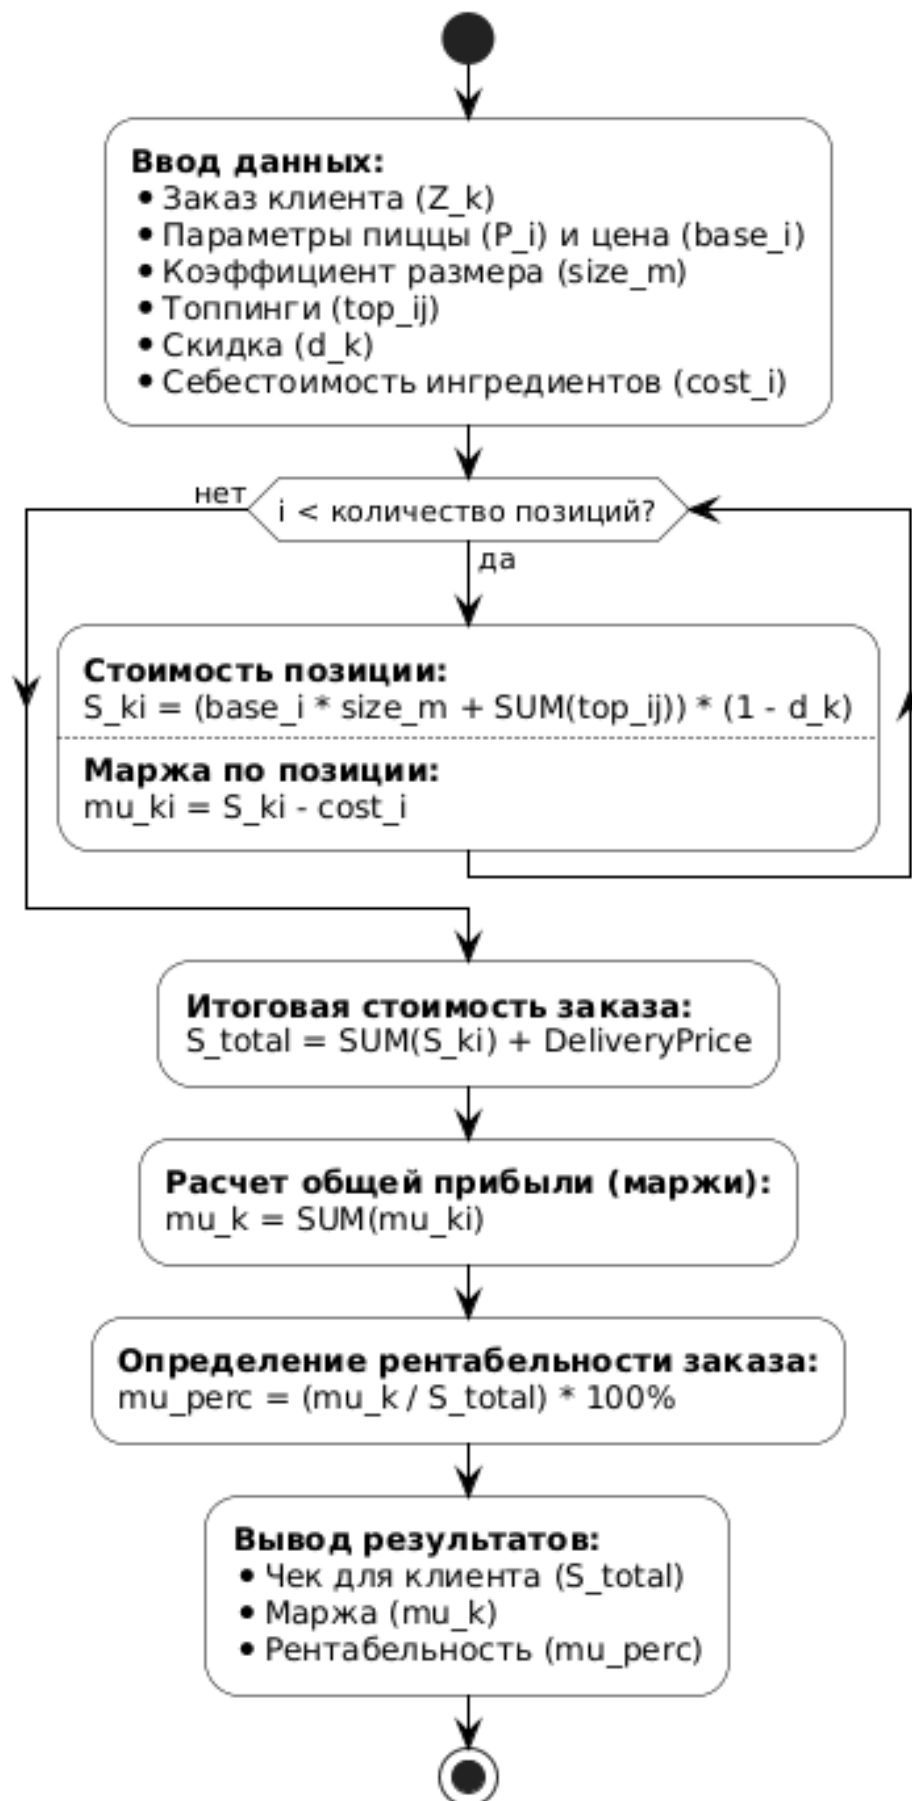 Ввод данных:
• Заказ клиента (Z_k)
• Параметры пиццы (P_i) и цена (base_i)
• Коэффициент размера (size_m)
• Топпинги (top_ij)
• Скидка (d_k)
• Себестоимость ингредиентов (cost_i)
нет
i < количество позиций?
да
Стоимость позиции:
S_ki = (base_i * size_m + SUM(top_ij)) * (1 - d_k)
Маржа по позиции:
mu_ki = S_ki - cost_i
Итоговая стоимость заказа:
S_total = SUM(S_ki) + DeliveryPrice
Расчет общей прибыли (маржи):
mu_k = SUM(mu_ki)
Определение рентабельности заказа:
mu_perc = (mu_k / S_total) * 100%
Вывод результатов:
• Чек для клиента (S_total)
• Маржа (mu_k)
• Рентабельность (mu_perc)